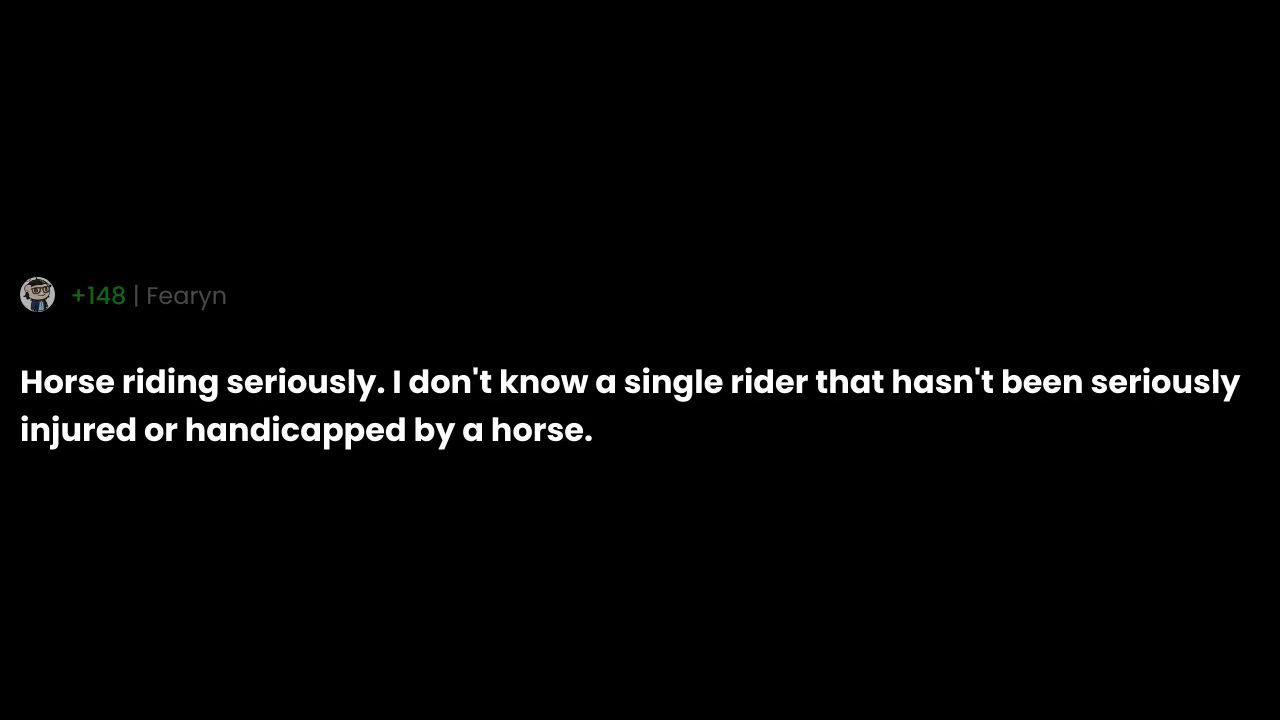 +148 | Fearyn
Horse riding seriously. I don't know a single rider that hasn't been seriously
injured or handicapped by a horse.